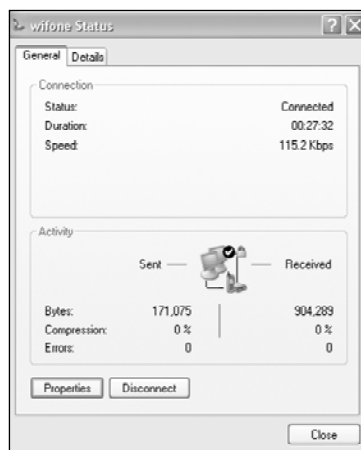 wifone Status
General Details
Connection
Status: Connected
Duration: 00:27:32
Speed: 115.2 Kbps
Activity
Sent Received
Bytes: 171,075 904,289
Compression: 0 % 0 %
Errors: 0 0
Properties Disconnect
Close